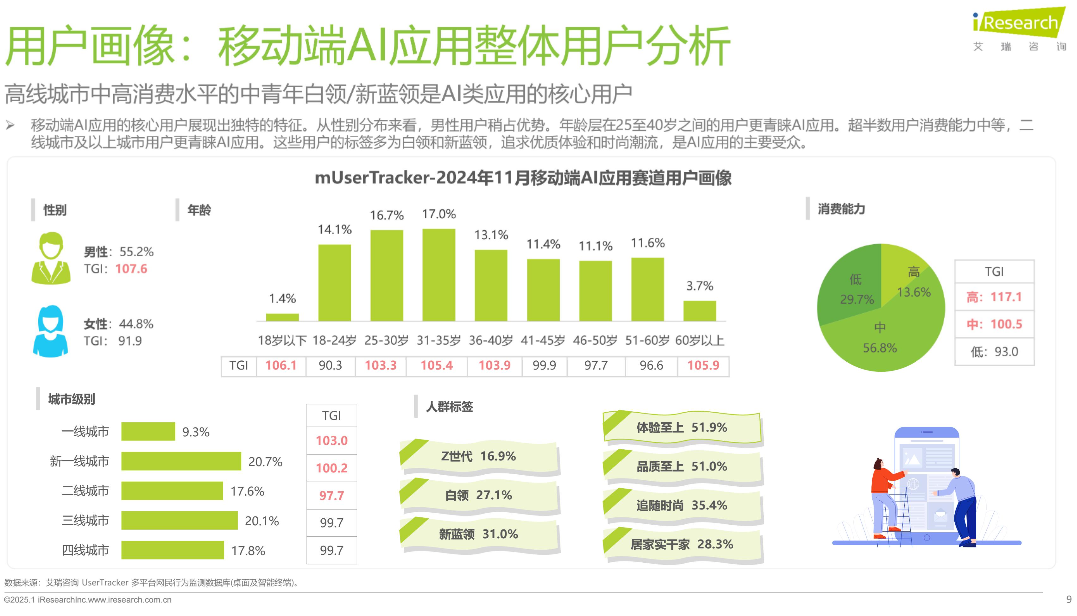 用户画像：移动端AI应用整体用户分析
iResearch
艾 瑞 咨 询
高线城市中高消费水平的中青年白领/新蓝领是AI类应用的核心用户
➢ 移动端AI应用的核心用户展现出独特的特征。从性别分布来看，男性用户稍占优势。年龄层在25至40岁之间的用户更青睐AI应用。超半数用户消费能力中等，二
线城市及以上城市用户更青睐AI应用。这些用户的标签多为白领和新蓝领，追求优质体验和时尚潮流，是AI应用的主要受众。
mUserTracker-2024年11月移动端AI应用赛道用户画像
性别
男性：55.2%
TGI：107.6
女性：44.8%
TGI： 91.9
年龄
1.4% 14.1% 16.7% 17.0% 13.1% 11.4% 11.1% 11.6% 3.7%
18岁以下 18-24岁 25-30岁 31-35岁 36-40岁 41-45岁 46-50岁 51-60岁 60岁以上
TGI 106.1 90.3 103.3 105.4 103.9 99.9 97.7 96.6 105.9
消费能力
高
13.6%
中
56.8%
低
29.7%
TGI
高：117.1
中：100.5
低：93.0
城市级别
TGI
一线城市 9.3% 103.0
新一线城市 20.7% 100.2
二线城市 17.6% 97.7
三线城市 20.1% 99.7
四线城市 17.8% 99.7
人群标签
Z世代 16.9%
白领 27.1%
新蓝领 31.0%
体验至上 51.9%
品质至上 51.0%
追随时尚 35.4%
居家实干家 28.3%
数据来源：艾瑞咨询 UserTracker 多平台网民行为监测数据库(桌面及智能终端)。
©2025.1 iResearchInc.www.iresearch.com.cn
9